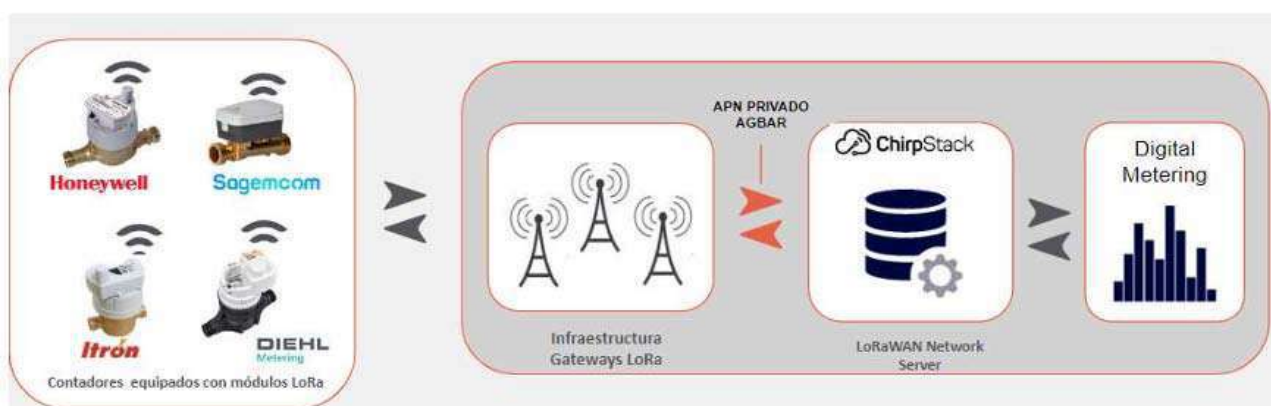 Honeywell
Sagemcom
Itrón
DIEHL
Metering
Contadores equipados con módulos LoRa
Infraestructura
Gateways LoRa
APN PRIVADO
AGBAR
ChirpStack
LoRaWAN Network
Server
Digital
Metering